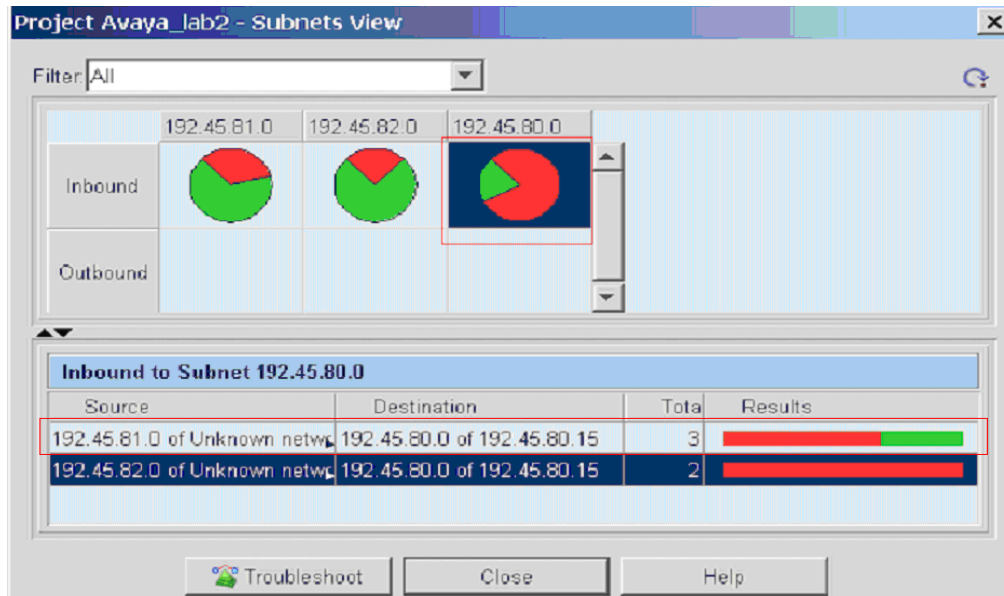 Project Avaya_lab2 - Subnets View
Filter: All
192.45.81.0 192.45.82.0 192.45.80.0
Inbound
Outbound
Inbound to Subnet 192.45.80.0
Source Destination Tota Results
192.45.81.0 of Unknown netw 192.45.80.0 of 192.45.80.15 3
192.45.82.0 of Unknown netw 192.45.80.0 of 192.45.80.15 2
Troubleshoot Close Help